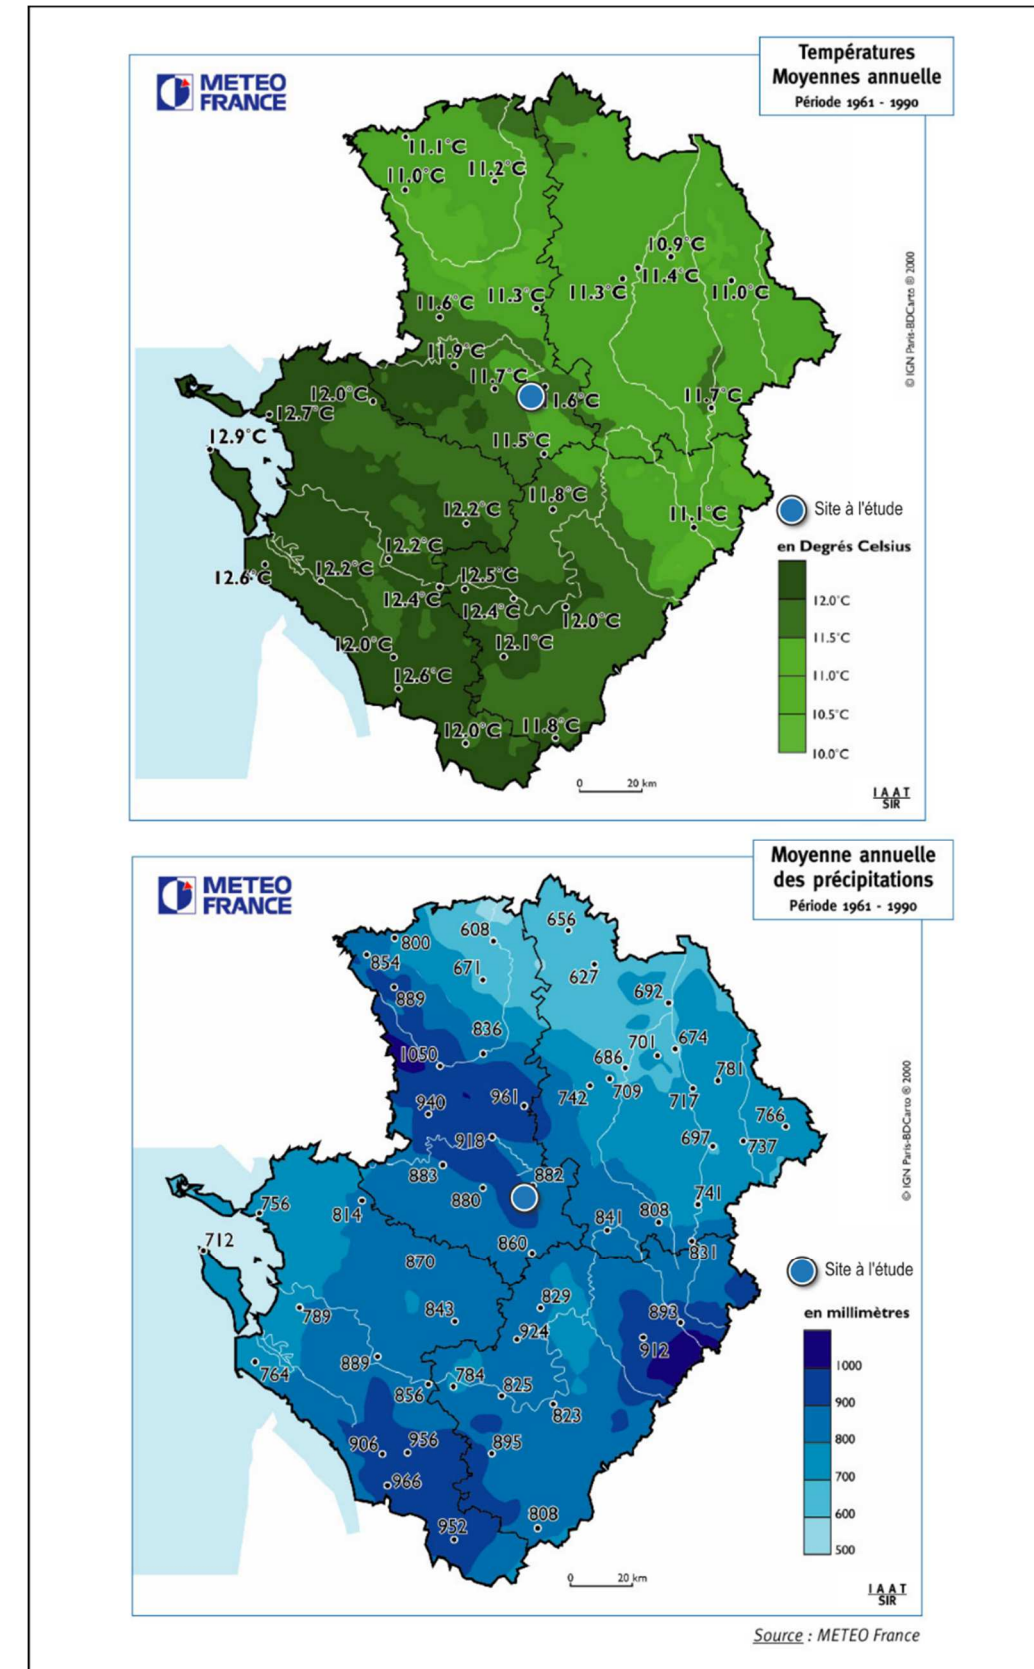 METEO
FRANCE
Températures
Moyennes annuelle
Période 1961 - 1990
11.1°C
11.0°C
11.2°C
10.9°C
11.4°C
11.3°C
11.0°C
11.6°C
11.3°C
11.9°C
11.7°C
12.0°C
11.6°C
11.7°C
12.7°C
12.9°C
11.5°C
11.8°C
12.2°C
11.1°C
12.2°C
12.2°C
12.5°C
12.6°C
12.4°C
12.4°C
12.0°C
12.0°C
12.1°C
12.6°C
12.0°C
11.8°C
© IGN Paris-BDCarto ® 2000
Site à l'étude
en Degrés Celsius
12.0°C
11.5°C
11.0°C
10.5°C
10.0°C
0 20 km
IAAT
SIR
METEO
FRANCE
Moyenne annuelle
des précipitations
Période 1961 - 1990
800
608
656
854
671
627
889
692
836
1050
701
674
686
781
940
961
742
709
717
766
918
697
737
883
882
880
741
756
814
841
808
712
860
831
870
829
789
843
893
924
912
889
764
784
856
825
823
906
956
895
966
952
808
© IGN Paris-BDCarto ® 2000
Site à l'étude
en millimètres
1000
900
800
700
600
500
0 20 km
IAAT
SIR
Source : METEO France